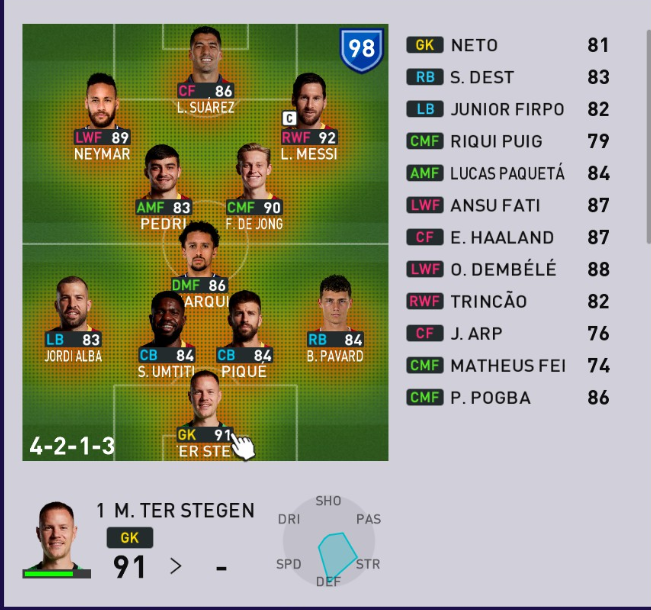 98
CF 86
L. SUÁREZ
LWF 89
NEYMAR
C
RWF 92
L. MESSI
AMF 83
PEDRI
CMF 90
F. DE JONG
DMF 86
ARQUI
LB 83
JORDI ALBA
CB 84
S. UMTITI
CB 84
PIQUÉ
RB 84
B. PAVARD
GK 91
ER STE
4-2-1-3
GK NETO 81
RB S. DEST 83
LB JUNIOR FIRPO 82
CMF RIQUI PUIG 79
AMF LUCAS PAQUETÁ 84
LWF ANSU FATI 87
CF E. HAALAND 87
LWF O. DEMBÉLÉ 88
RWF TRINCÃO 82
CF J. ARP 76
CMF MATHEUS FEI 74
CMF P. POGBA 86
1 M. TER STEGEN
GK
91 > -
SHO
DRI PAS
SPD STR
DEF